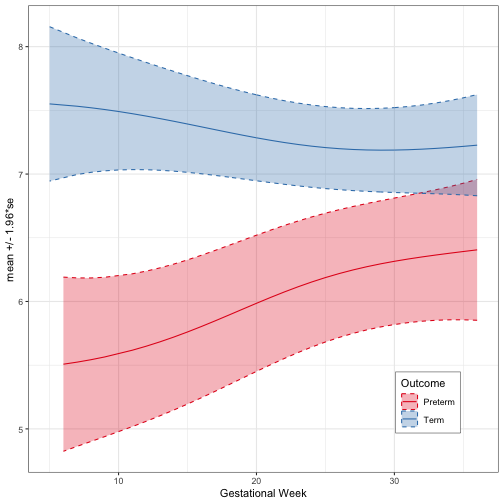 8
7
6
5
mean +/- 1.96*se
10
20
30
Gestational Week
Outcome
Preterm
Term